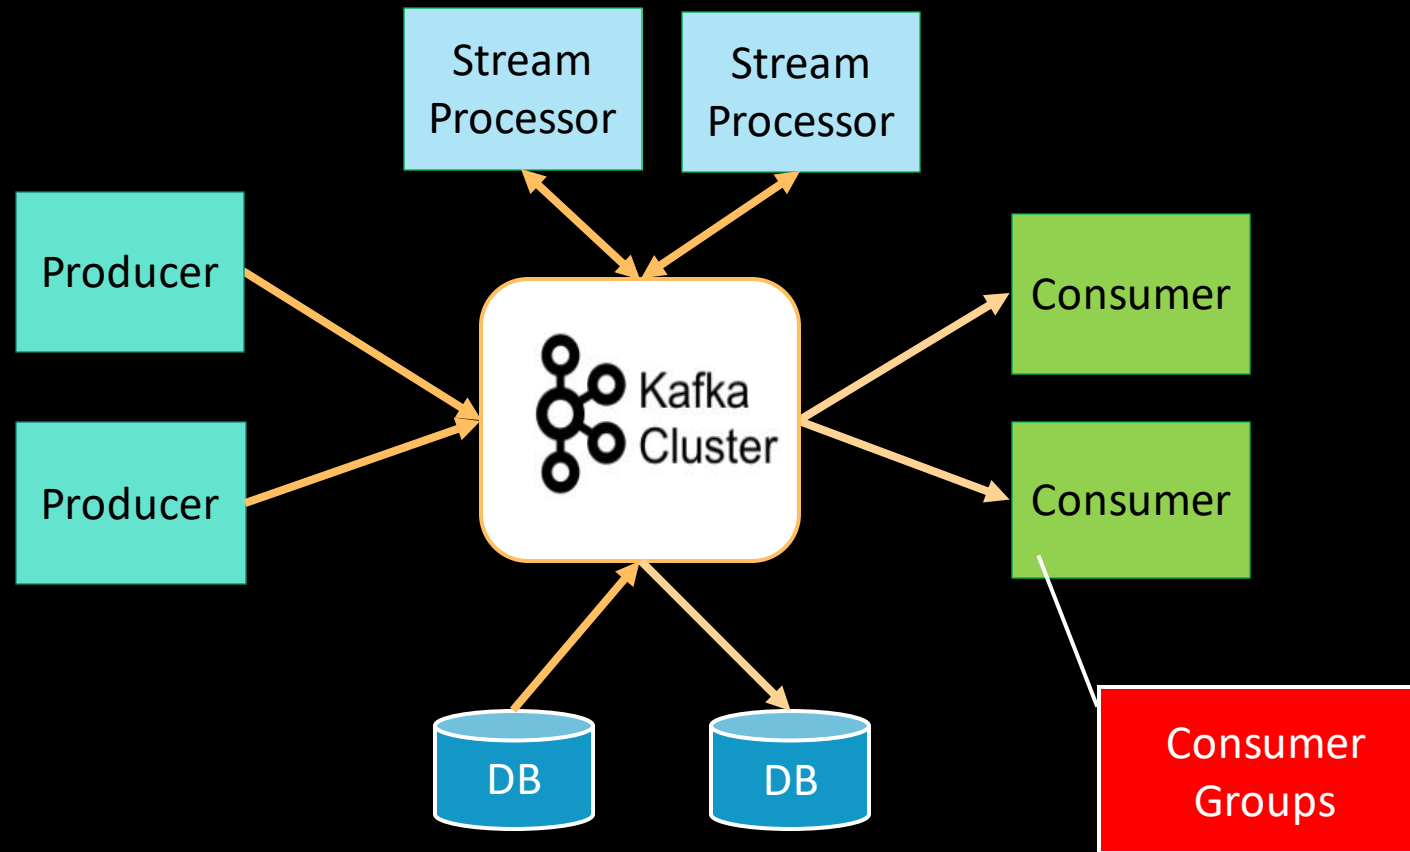 Stream
Processor
Stream
Processor
Producer
Consumer
Kafka
Cluster
Producer
Consumer
DB
DB
Consumer
Groups